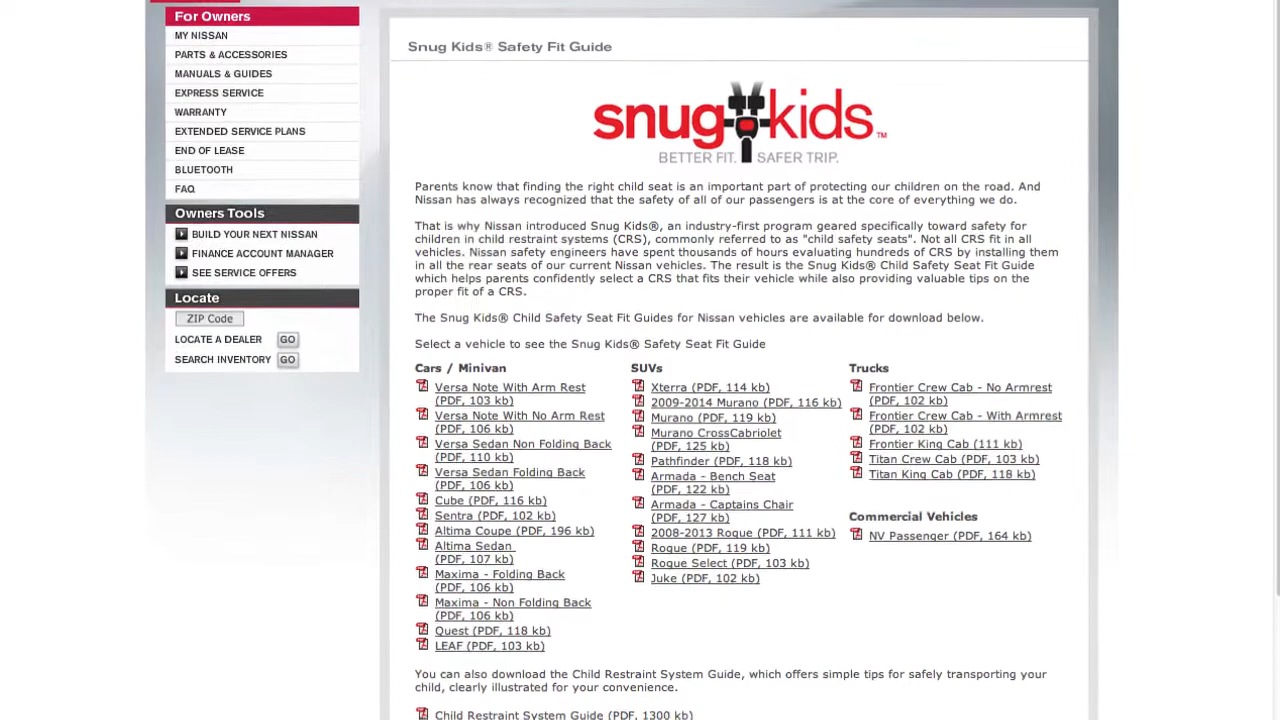 For Owners
MY NISSAN
PARTS & ACCESSORIES
MANUALS & GUIDES
EXPRESS SERVICE
WARRANTY
EXTENDED SERVICE PLANS
END OF LEASE
BLUETOOTH
FAQ
Owners Tools
BUILD YOUR NEXT NISSAN
FINANCE ACCOUNT MANAGER
SEE SERVICE OFFERS
Locate
ZIP Code
LOCATE A DEALER GO
SEARCH INVENTORY GO
Snug Kids® Safety Fit Guide
snug kids™
BETTER FIT. SAFER TRIP.
Parents know that finding the right child seat is an important part of protecting our children on the road. And
Nissan has always recognized that the safety of all of our passengers is at the core of everything we do.
That is why Nissan introduced Snug Kids®, an industry-first program geared specifically toward safety for
children in child restraint systems (CRS), commonly referred to as "child safety seats". Not all CRS fit in all
vehicles. Nissan safety engineers have spent thousands of hours evaluating hundreds of CRS by installing them
in all the rear seats of our current Nissan vehicles. The result is the Snug Kids® Child Safety Seat Fit Guide
which helps parents confidently select a CRS that fits their vehicle while also providing valuable tips on the
proper fit of a CRS.
The Snug Kids® Child Safety Seat Fit Guides for Nissan vehicles are available for download below.
Select a vehicle to see the Snug Kids® Safety Seat Fit Guide
Cars / Minivan
Versa Note With Arm Rest
(PDF, 103 kb)
Versa Note With No Arm Rest
(PDF, 106 kb)
Versa Sedan Non Folding Back
(PDF, 110 kb)
Versa Sedan Folding Back
(PDF, 106 kb)
Cube (PDF, 116 kb)
Sentra (PDF, 102 kb)
Altima Coupe (PDF, 196 kb)
Altima Sedan
(PDF, 107 kb)
Maxima - Folding Back
(PDF, 106 kb)
Maxima - Non Folding Back
(PDF, 106 kb)
Quest (PDF, 118 kb)
LEAF (PDF, 103 kb)
SUVs
Xterra (PDF, 114 kb)
2009-2014 Murano (PDF, 116 kb)
Murano (PDF, 119 kb)
Murano CrossCabriolet
(PDF, 125 kb)
Pathfinder (PDF, 118 kb)
Armada - Bench Seat
(PDF, 122 kb)
Armada - Captains Chair
(PDF, 127 kb)
2008-2013 Rogue (PDF, 111 kb)
Rogue (PDF, 119 kb)
Rogue Select (PDF, 103 kb)
Juke (PDF, 102 kb)
Trucks
Frontier Crew Cab - No Armrest
(PDF, 102 kb)
Frontier Crew Cab - With Armrest
(PDF, 102 kb)
Frontier King Cab (111 kb)
Titan Crew Cab (PDF, 103 kb)
Titan King Cab (PDF, 118 kb)
Commercial Vehicles
NV Passenger (PDF, 164 kb)
You can also download the Child Restraint System Guide, which offers simple tips for safely transporting your
child, clearly illustrated for your convenience.
Child Restraint System Guide (PDF, 1300 kb)